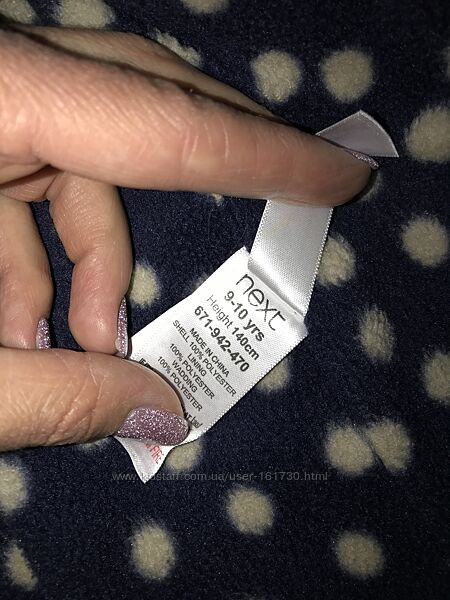 next
9-10 yrs
Height 140cm
671-942-470
MADE IN CHINA
SHELL 100% POLYESTER
LINING
100% POLYESTER
WADDING
100% POLYESTER
FIRE